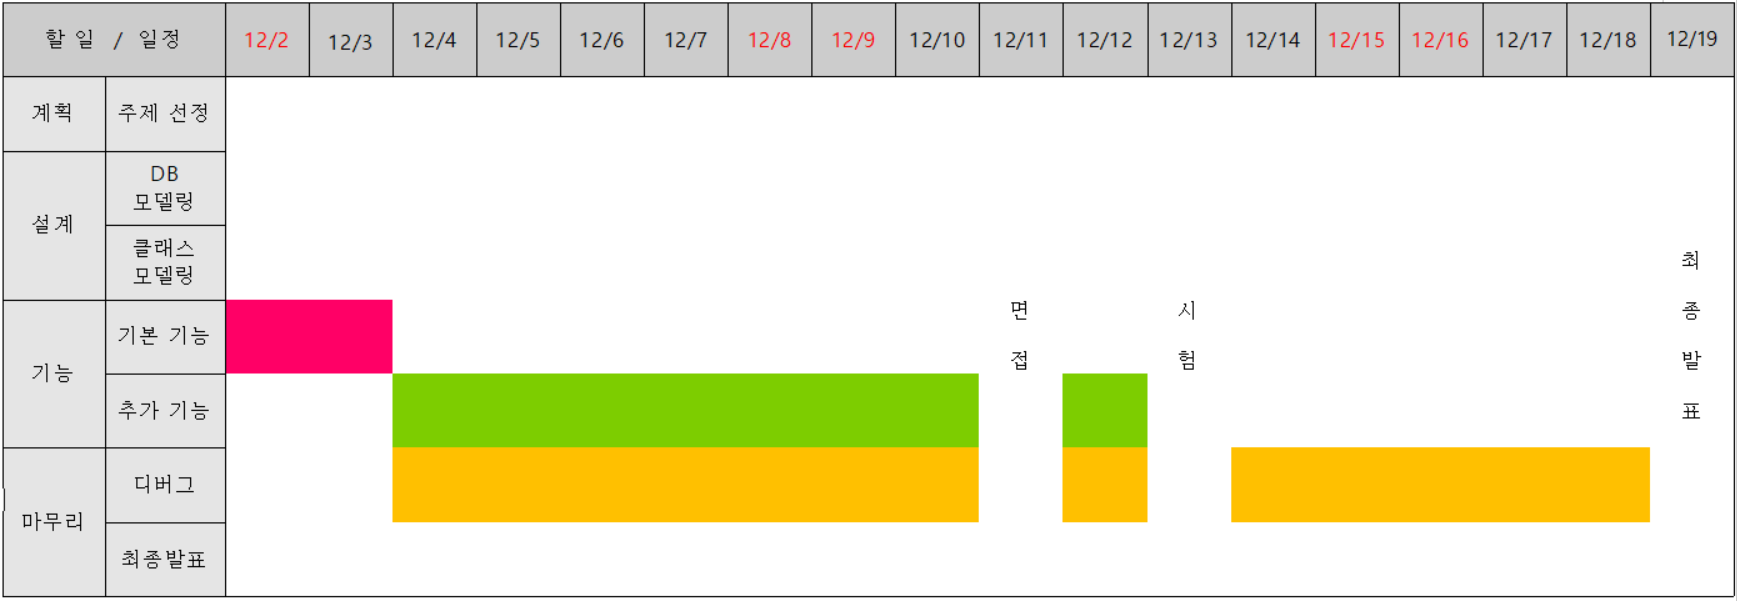 할 일 / 일정 12/2 12/3 12/4 12/5 12/6 12/7 12/8 12/9 12/10 12/11 12/12 12/13 12/14 12/15 12/16 12/17 12/18 12/19
계획 주제 선정
설계
DB
모델링
클래스
모델링
기능
기본 기능
추가 기능
마무리
디버그
최종발표
면
접
시
험
최
종
발
표